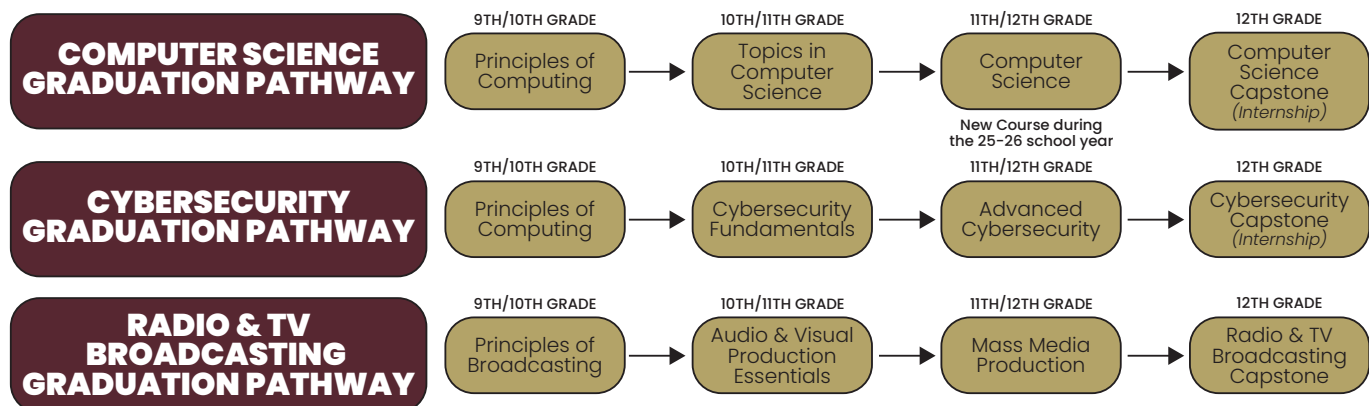 COMPUTER SCIENCE
GRADUATION PATHWAY
9TH/10TH GRADE
Principles of
Computing
10TH/11TH GRADE
Topics in
Computer
Science
11TH/12TH GRADE
Computer
Science
12TH GRADE
Computer
Science
Capstone
(Internship)
CYBERSECURITY
GRADUATION PATHWAY
9TH/10TH GRADE
Principles of
Computing
10TH/11TH GRADE
Cybersecurity
Fundamentals
New Course during
the 25-26 school year
11TH/12TH GRADE
Advanced
Cybersecurity
12TH GRADE
Cybersecurity
Capstone
(Internship)
RADIO & TV
BROADCASTING
GRADUATION PATHWAY
9TH/10TH GRADE
Principles of
Broadcasting
10TH/11TH GRADE
Audio & Visual
Production
Essentials
11TH/12TH GRADE
Mass Media
Production
12TH GRADE
Radio & TV
Broadcasting
Capstone